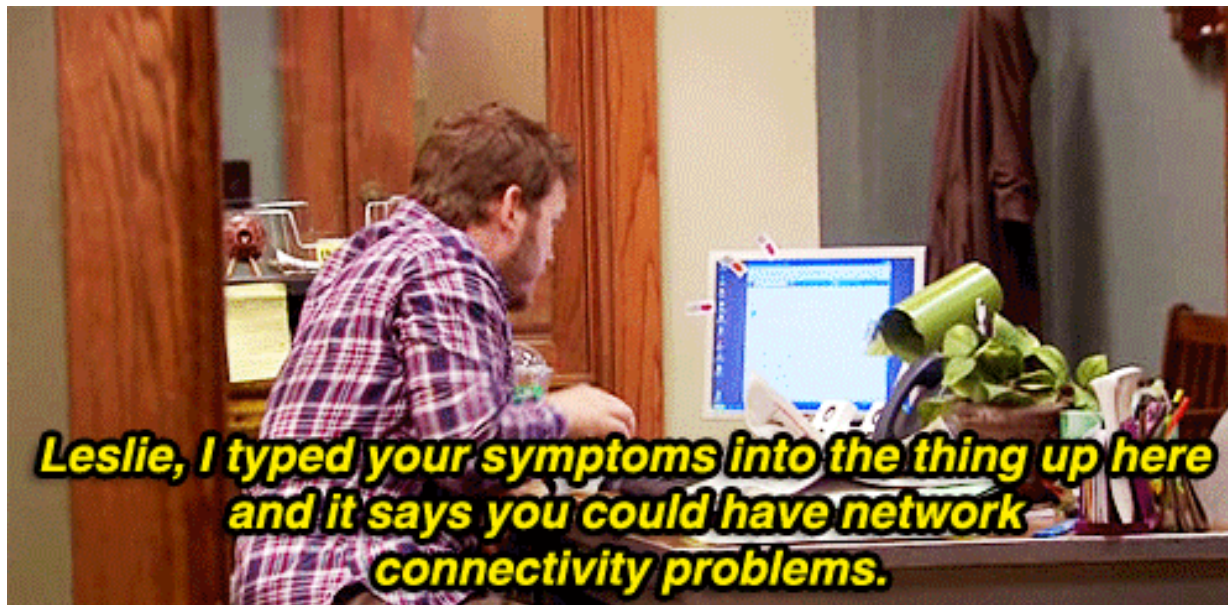 Leslie, I typed your symptoms into the thing up here
and it says you could have network
connectivity problems.